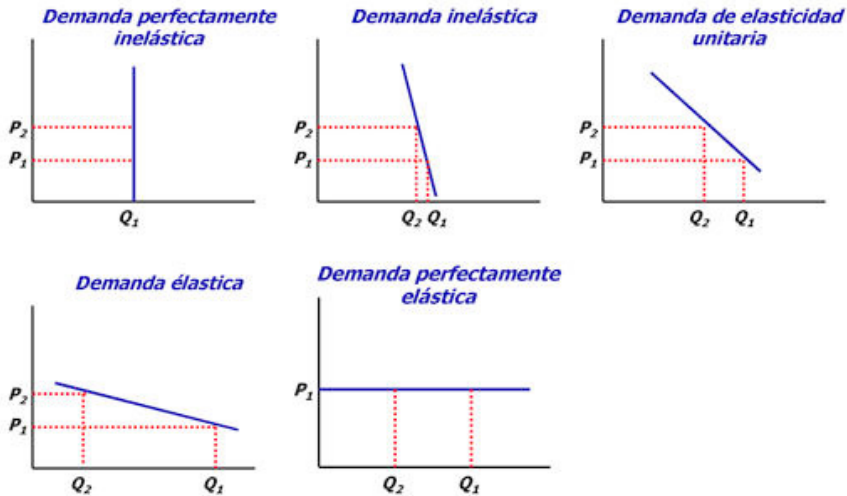 Demanda perfectamente
inelástica
Demanda inelástica
Demanda de elasticidad
unitaria
P2
P1
Q1
P2
P1
Q2 Q1
P2
P1
Q2 Q1
Demanda élastica
Demanda perfectamente
elástica
P2
P1
Q2 Q1
P1
Q2 Q1